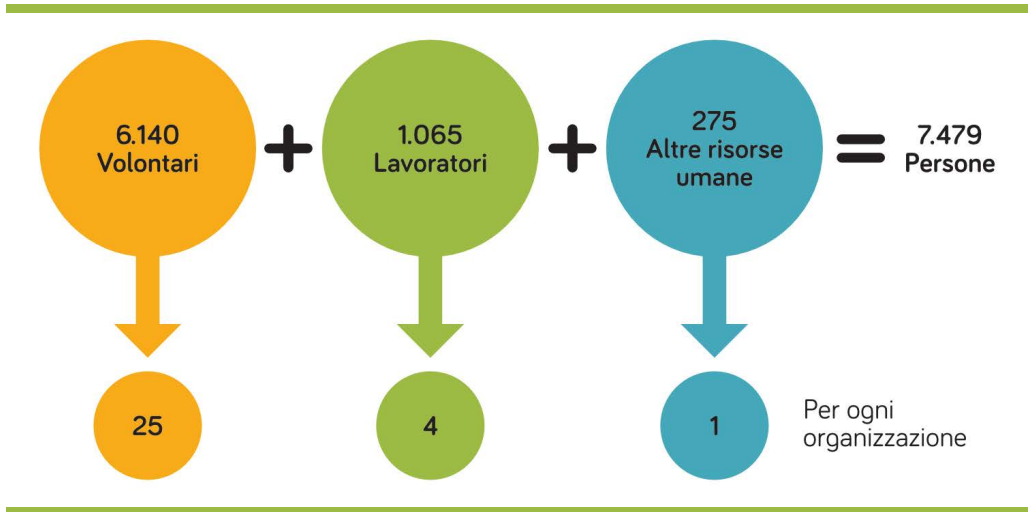 6.140
Volontari
+
1.065
Lavoratori
+
275
Altre risorse
umane
=
7.479
Persone
25
4
1
Per ogni
organizzazione